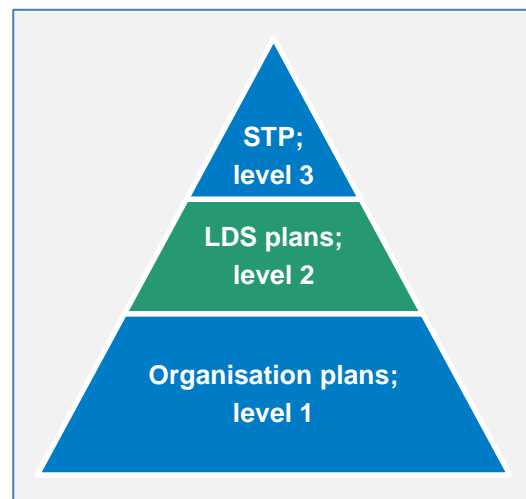 STP;
level 3
LDS plans;
level 2
Organisation plans;
level 1